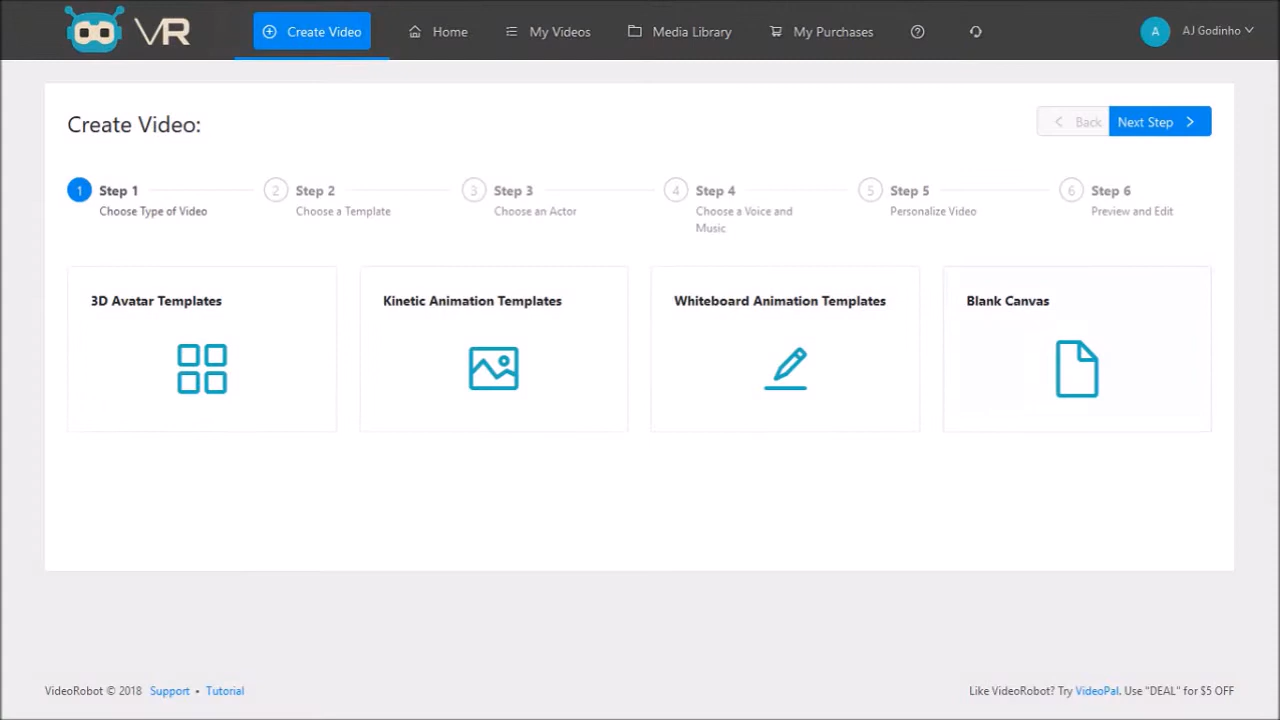 VR Create Video Home My Videos Media Library My Purchases A AJ Godinho
Create Video:
Back Next Step
1 Step 1 2 Step 2 3 Step 3 4 Step 4 5 Step 5 6 Step 6
Choose Type of Video Choose a Template Choose an Actor Choose a Voice and Personalize Video Preview and Edit
Music
3D Avatar Templates Kinetic Animation Templates Whiteboard Animation Templates Blank Canvas
VideoRobot © 2018 Support • Tutorial Like VideoRobot? Try VideoPal. Use "DEAL" for $5 OFF